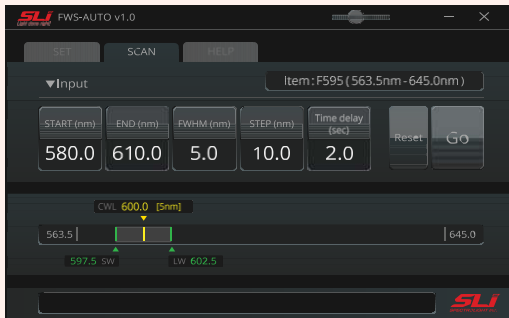 SLi FWS-AUTO v1.0
SET SCAN HELP
▼Input
Item:F595 ( 563.5nm - 645.0nm )
START (nm) END (nm) FWHM (nm) STEP (nm) Time delay (sec)
580.0 610.0 5.0 10.0 2.0
Reset Go
CWL 600.0 [5nm]
563.5 645.0
597.5 SW LW 602.5
SLi